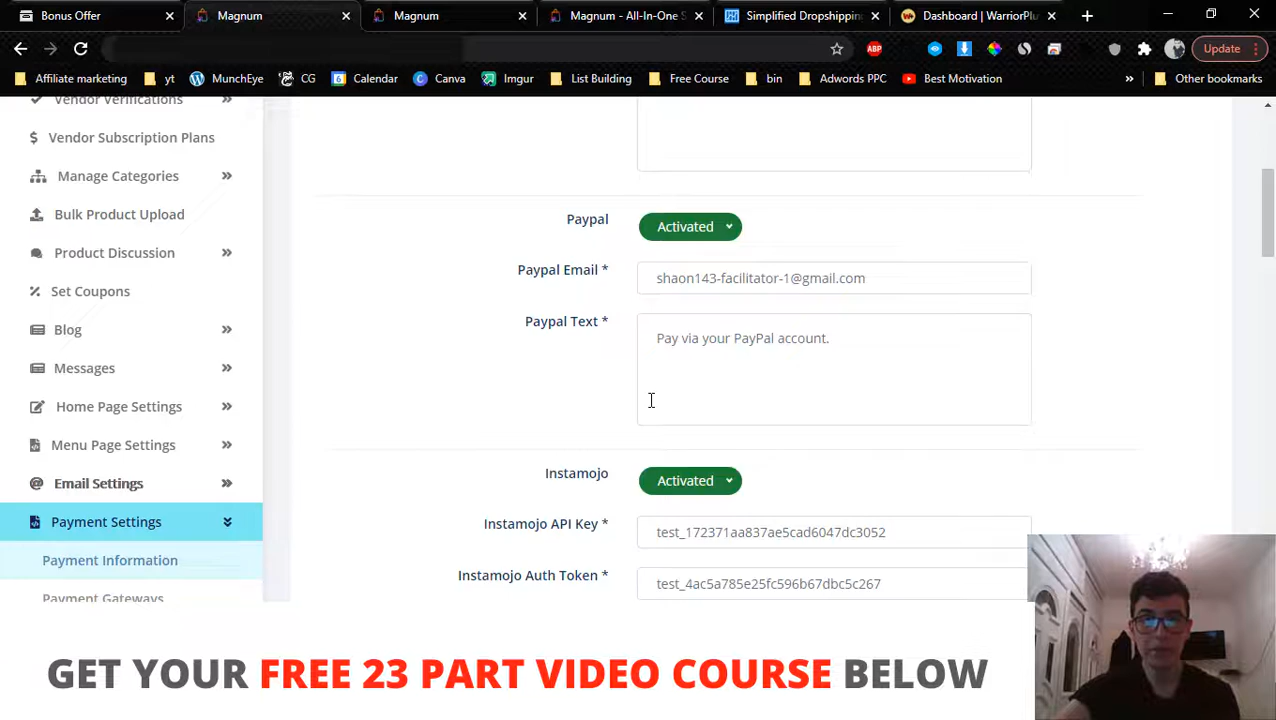 Bonus Offer
Magnum
Magnum
Magnum - All-In-One S
Simplified Dropshippin
Dashboard | WarriorPlu
ABP
Update
Affiliate marketing
yt
MunchEye
CG
Calendar
Canva
Imgur
List Building
Free Course
bin
Adwords PPC
Best Motivation
Other bookmarks
Vendor Verifications
Vendor Subscription Plans
Manage Categories
Bulk Product Upload
Product Discussion
Set Coupons
Blog
Messages
Home Page Settings
Menu Page Settings
Email Settings
Payment Settings
Payment Information
Payment Gateways
Paypal
Activated
Paypal Email *
shaon143-facilitator-1@gmail.com
Paypal Text *
Pay via your PayPal account.
Instamojo
Activated
Instamojo API Key *
test_172371aa837ae5cad6047dc3052
Instamojo Auth Token *
test_4ac5a785e25fc596b67dbc5c267
GET YOUR FREE 23 PART VIDEO COURSE BELOW